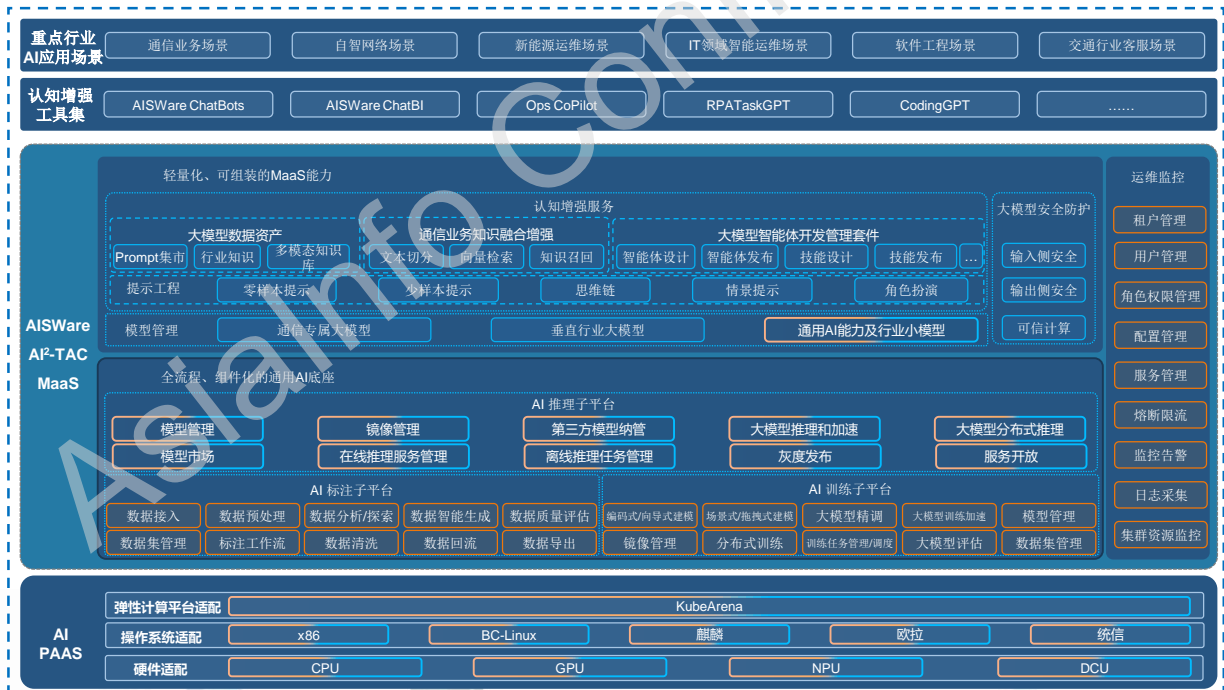 重点行业
AI应用场景
通信业务场景
自智网络场景
新能源运维场景
IT领域智能运维场景
软件工程场景
交通行业客服场景
认知增强
工具集
AISWare ChatBots
AISWare ChatBI
Ops CoPilot
RPATaskGPT
CodingGPT
……
AISWare
AI²-TAC
MaaS
轻量化、可组装的MaaS能力
认知增强服务
大模型数据资产
Prompt集市
行业知识
多模态知识
库
通信业务知识融合增强
文本切分
向量检索
知识召回
大模型智能体开发管理套件
智能体设计
智能体发布
技能设计
技能发布
...
提示工程
零样本提示
少样本提示
思维链
情景提示
角色扮演
模型管理
通信专属大模型
垂直行业大模型
通用AI能力及行业小模型
大模型安全防护
输入侧安全
输出侧安全
可信计算
全流程、组件化的通用AI底座
AI 推理子平台
模型管理
镜像管理
第三方模型纳管
大模型推理和加速
大模型分布式推理
模型市场
在线推理服务管理
离线推理任务管理
灰度发布
服务开放
AI 标注子平台
数据接入
数据预处理
数据分析/探索
数据智能生成
数据质量评估
数据集管理
标注工作流
数据清洗
数据回流
数据导出
AI 训练子平台
编码式/向导式建模
场景式/拖拽式建模
大模型精调
大模型训练加速
模型管理
镜像管理
分布式训练
训练任务管理/调度
大模型评估
数据集管理
运维监控
租户管理
用户管理
角色权限管理
配置管理
服务管理
熔断限流
监控告警
日志采集
集群资源监控
AI
PAAS
弹性计算平台适配
KubeArena
操作系统适配
x86
BC-Linux
麒麟
欧拉
统信
硬件适配
CPU
GPU
NPU
DCU